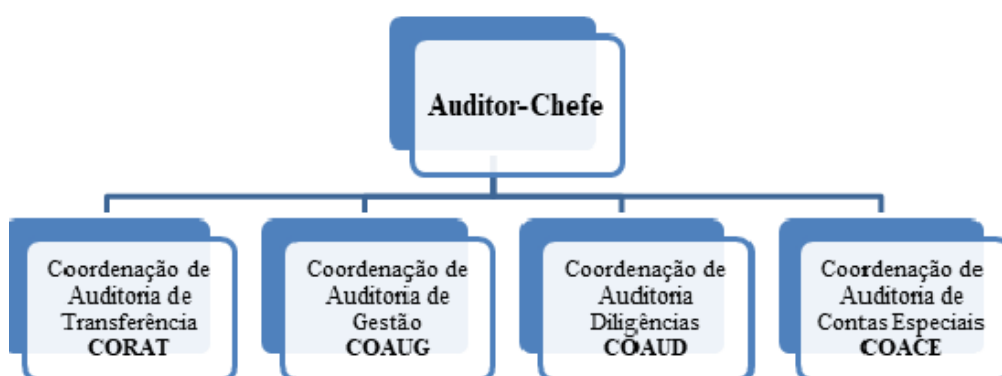 Auditor-Chefe
Coordenação de
Auditoria de
Transferência
CORAT
Coordenação de
Auditoria de
Gestão
COAUG
Coordenação de
Auditoria
Diligências
COAUD
Coordenação de
Auditoria de
Contas Especiais
COACE